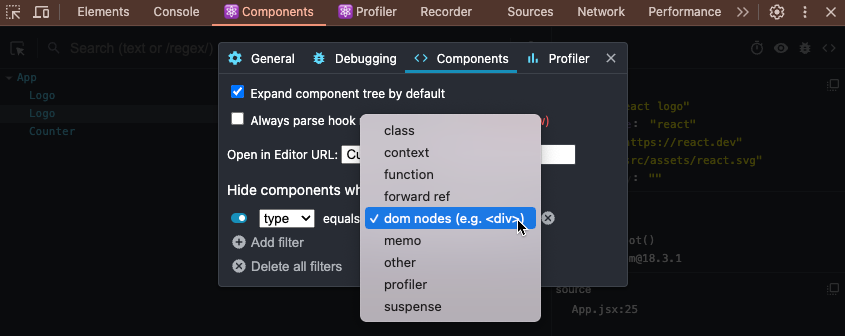 Elements Console Components Profiler Recorder Sources Network Performance
Search (text or /regex/)
General Debugging Components Profiler
App
Logo
Logo
Counter
Expand component tree by default
Always parse hook
Open in Editor URL: Cu
Hide components wh
type equals
Add filter
Delete all filters
class
context
function
forward ref
dom nodes (e.g. <div>)
memo
other
profiler
suspense
eact logo"
: "react"
https://react.dev"
src/assets/react.svg"
: ""
ot()
m@18.3.1
source
App.jsx:25